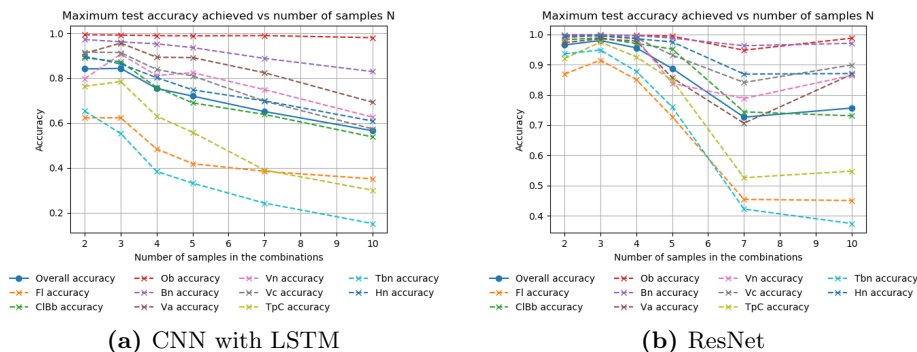 Maximum test accuracy achieved vs number of samples N
1.0
0.8
0.6
0.4
0.2
Accuracy
2 3 4 5 6 7 8 9 10
Number of samples in the combinations
Overall accuracy Ob accuracy Vn accuracy Tbn accuracy
Fl accuracy Bn accuracy Vc accuracy Hn accuracy
ClBb accuracy Va accuracy TpC accuracy
(a) CNN with LSTM
Maximum test accuracy achieved vs number of samples N
1.0
0.9
0.8
0.7
0.6
0.5
0.4
Accuracy
2 3 4 5 6 7 8 9 10
Number of samples in the combinations
Overall accuracy Ob accuracy Vn accuracy Tbn accuracy
Fl accuracy Bn accuracy Vc accuracy Hn accuracy
ClBb accuracy Va accuracy TpC accuracy
(b) ResNet